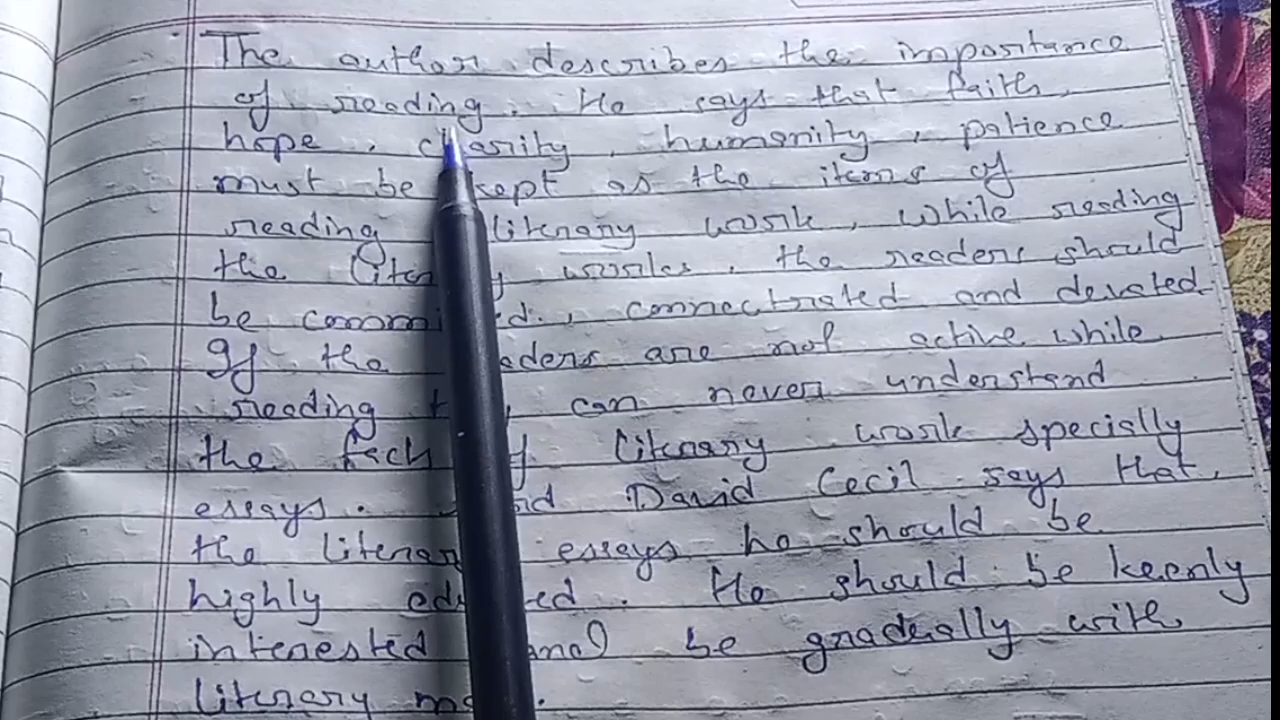 The author describes the importance
of reading. He says that faith,
hope, charity, humanity, patience
must be kept as the items of
reading literary work, while reading
the literary works, the readers should
be committed, connectrated and devated
If the readers are not active while
reading they can never understand
the fach of literary work specially
essays. David Cecil says that,
the literary essays he should be
highly educated. He should be keenly
interested and be gradually with
literary